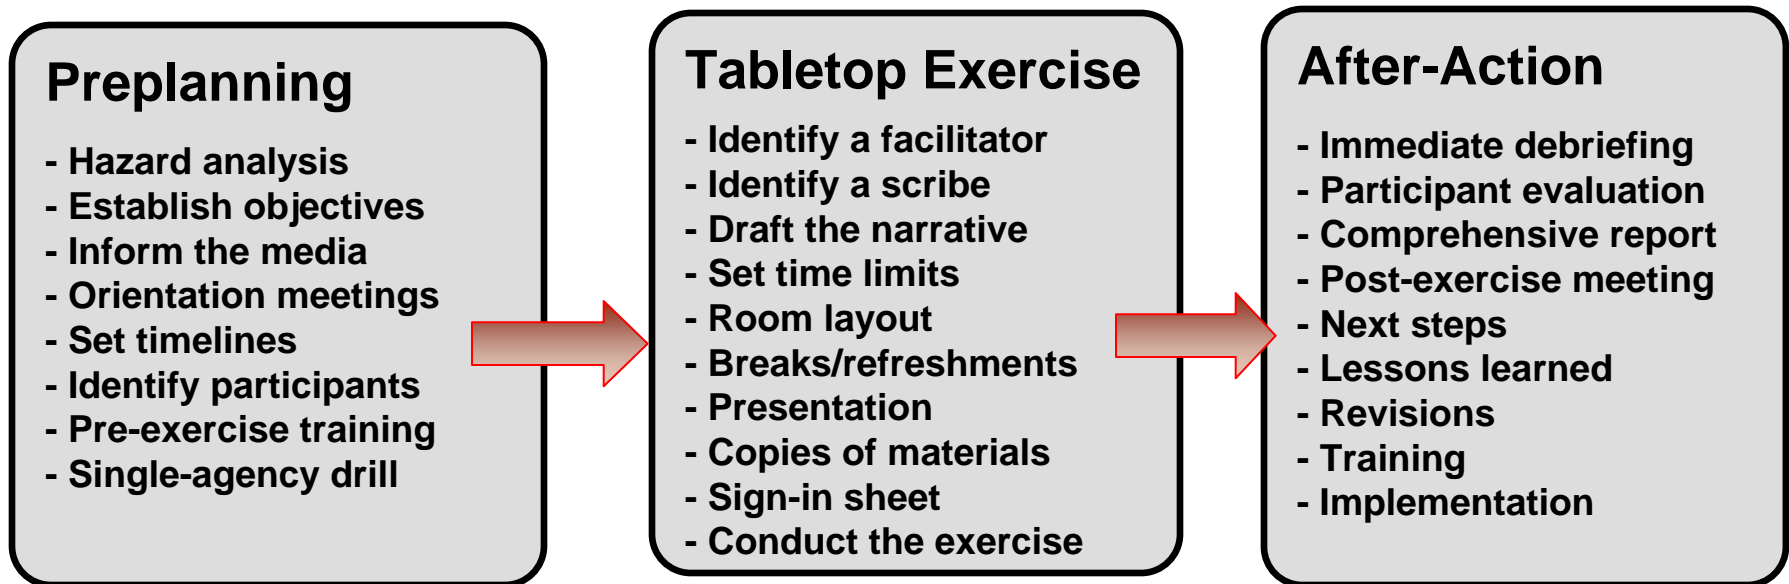 Preplanning
- Hazard analysis
- Establish objectives
- Inform the media
- Orientation meetings
- Set timelines
- Identify participants
- Pre-exercise training
- Single-agency drill
Tabletop Exercise
- Identify a facilitator
- Identify a scribe
- Draft the narrative
- Set time limits
- Room layout
- Breaks/refreshments
- Presentation
- Copies of materials
- Sign-in sheet
- Conduct the exercise
After-Action
- Immediate debriefing
- Participant evaluation
- Comprehensive report
- Post-exercise meeting
- Next steps
- Lessons learned
- Revisions
- Training
- Implementation